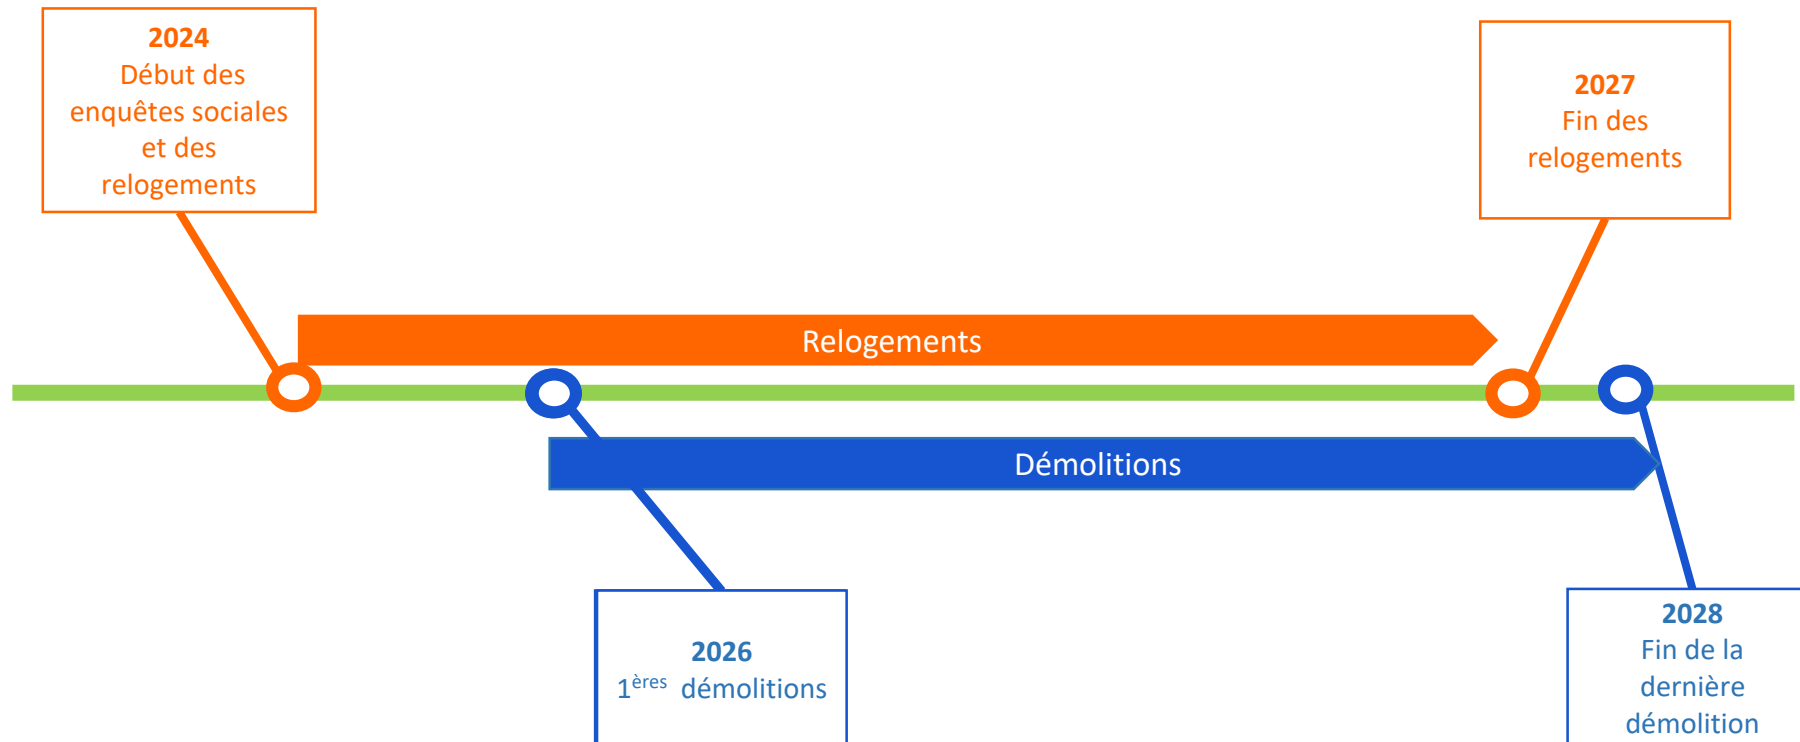 2024
Début des
enquêtes sociales
et des
relogements
2027
Fin des
relogements
Relogements
Démolitions
2026
1ères démolitions
2028
Fin de la
dernière
démolition